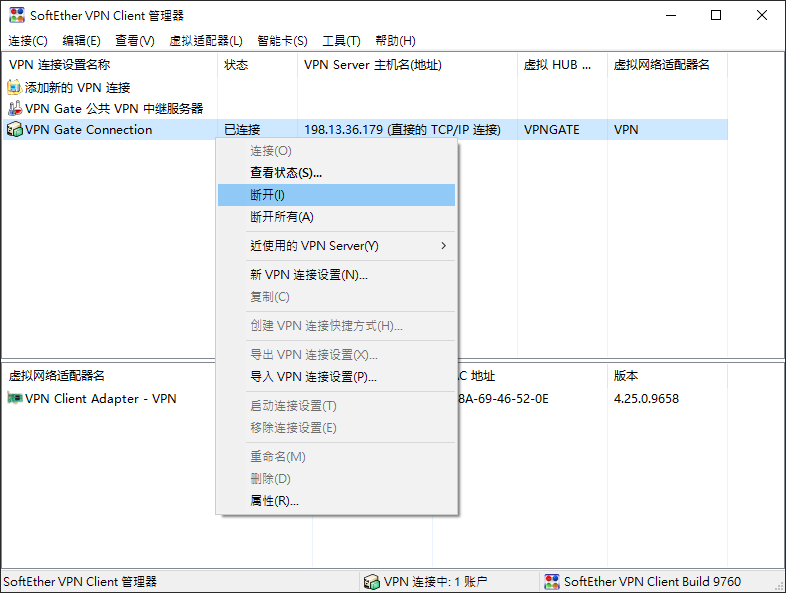 SoftEther VPN Client 管理器
连接(C) 编辑(E) 查看(V) 虚拟适配器(L) 智能卡(S) 工具(T) 帮助(H)
VPN 连接设置名称 状态 VPN Server 主机名(地址) 虚拟 HUB ... 虚拟网络适配器名
添加新的 VPN 连接
VPN Gate 公共 VPN 中继服务器
VPN Gate Connection 已连接 198.13.36.179 (直接的 TCP/IP 连接) VPNGATE VPN
连接(O)
查看状态(S)...
断开(I)
断开所有(A)
近使用的 VPN Server(Y)
新 VPN 连接设置(N)...
复制(C)
创建 VPN 连接快捷方式(H)...
导出 VPN 连接设置(X)...
导入 VPN 连接设置(P)...
启动连接设置(T)
移除连接设置(E)
重命名(M)
删除(D)
属性(R)...
虚拟网络适配器名 C 地址 版本
VPN Client Adapter - VPN 8A-69-46-52-0E 4.25.0.9658
SoftEther VPN Client 管理器 VPN 连接中: 1 账户 SoftEther VPN Client Build 9760